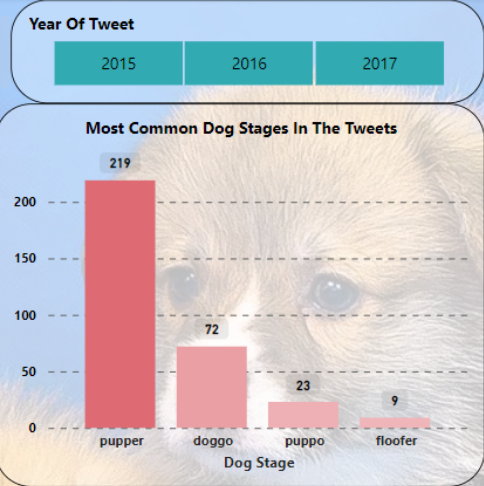 Year Of Tweet
2015 2016 2017
Most Common Dog Stages In The Tweets
219
200
150
100
72
50
23
9
0
pupper doggo puppo floofer
Dog Stage